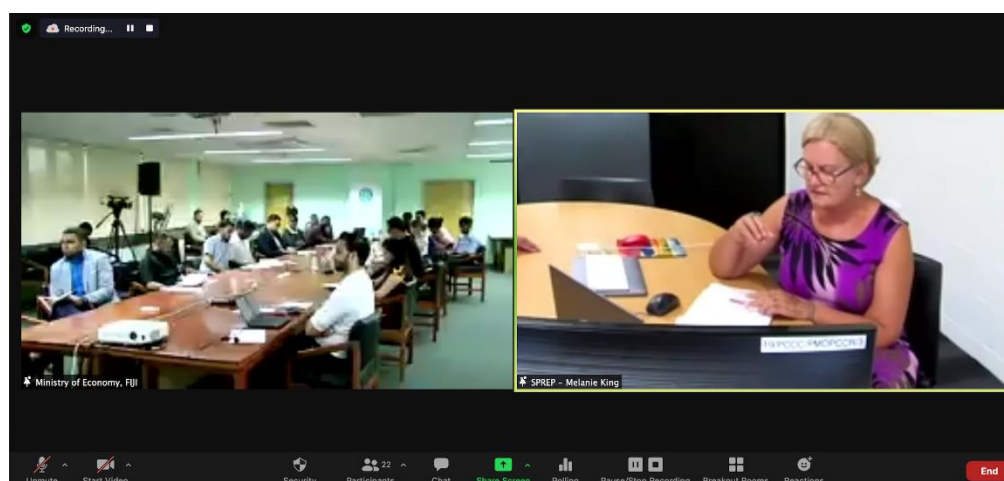 Recording...
Ministry of Economy, FIJI
SPREP - Melanie King
Unmute
Start Video
Security
22
Participants
Chat
Share Screen
Polling
Pause/Stop Recording
Breakout Rooms
Reactions
End